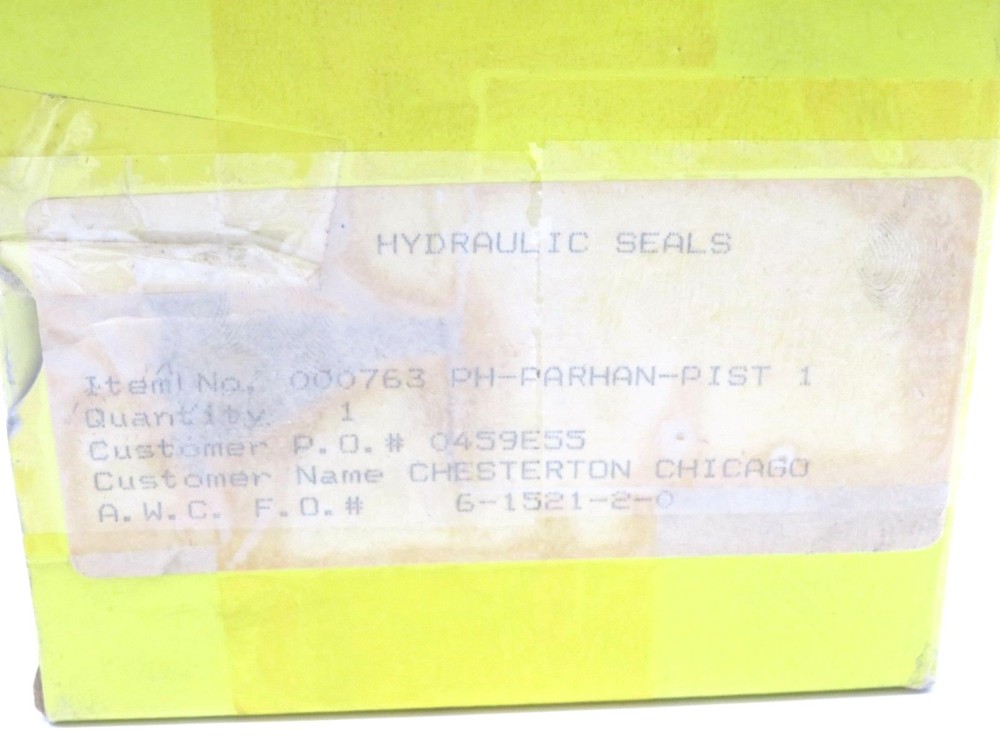 HYDRAULIC SEALS
Item No. 000763 PH-PARHAN-PIST 1
Quantity 1
Customer P.O.# 0459E55
Customer Name CHESTERTON CHICAGO
A.W.C. F.O.# 6-1521-2-0